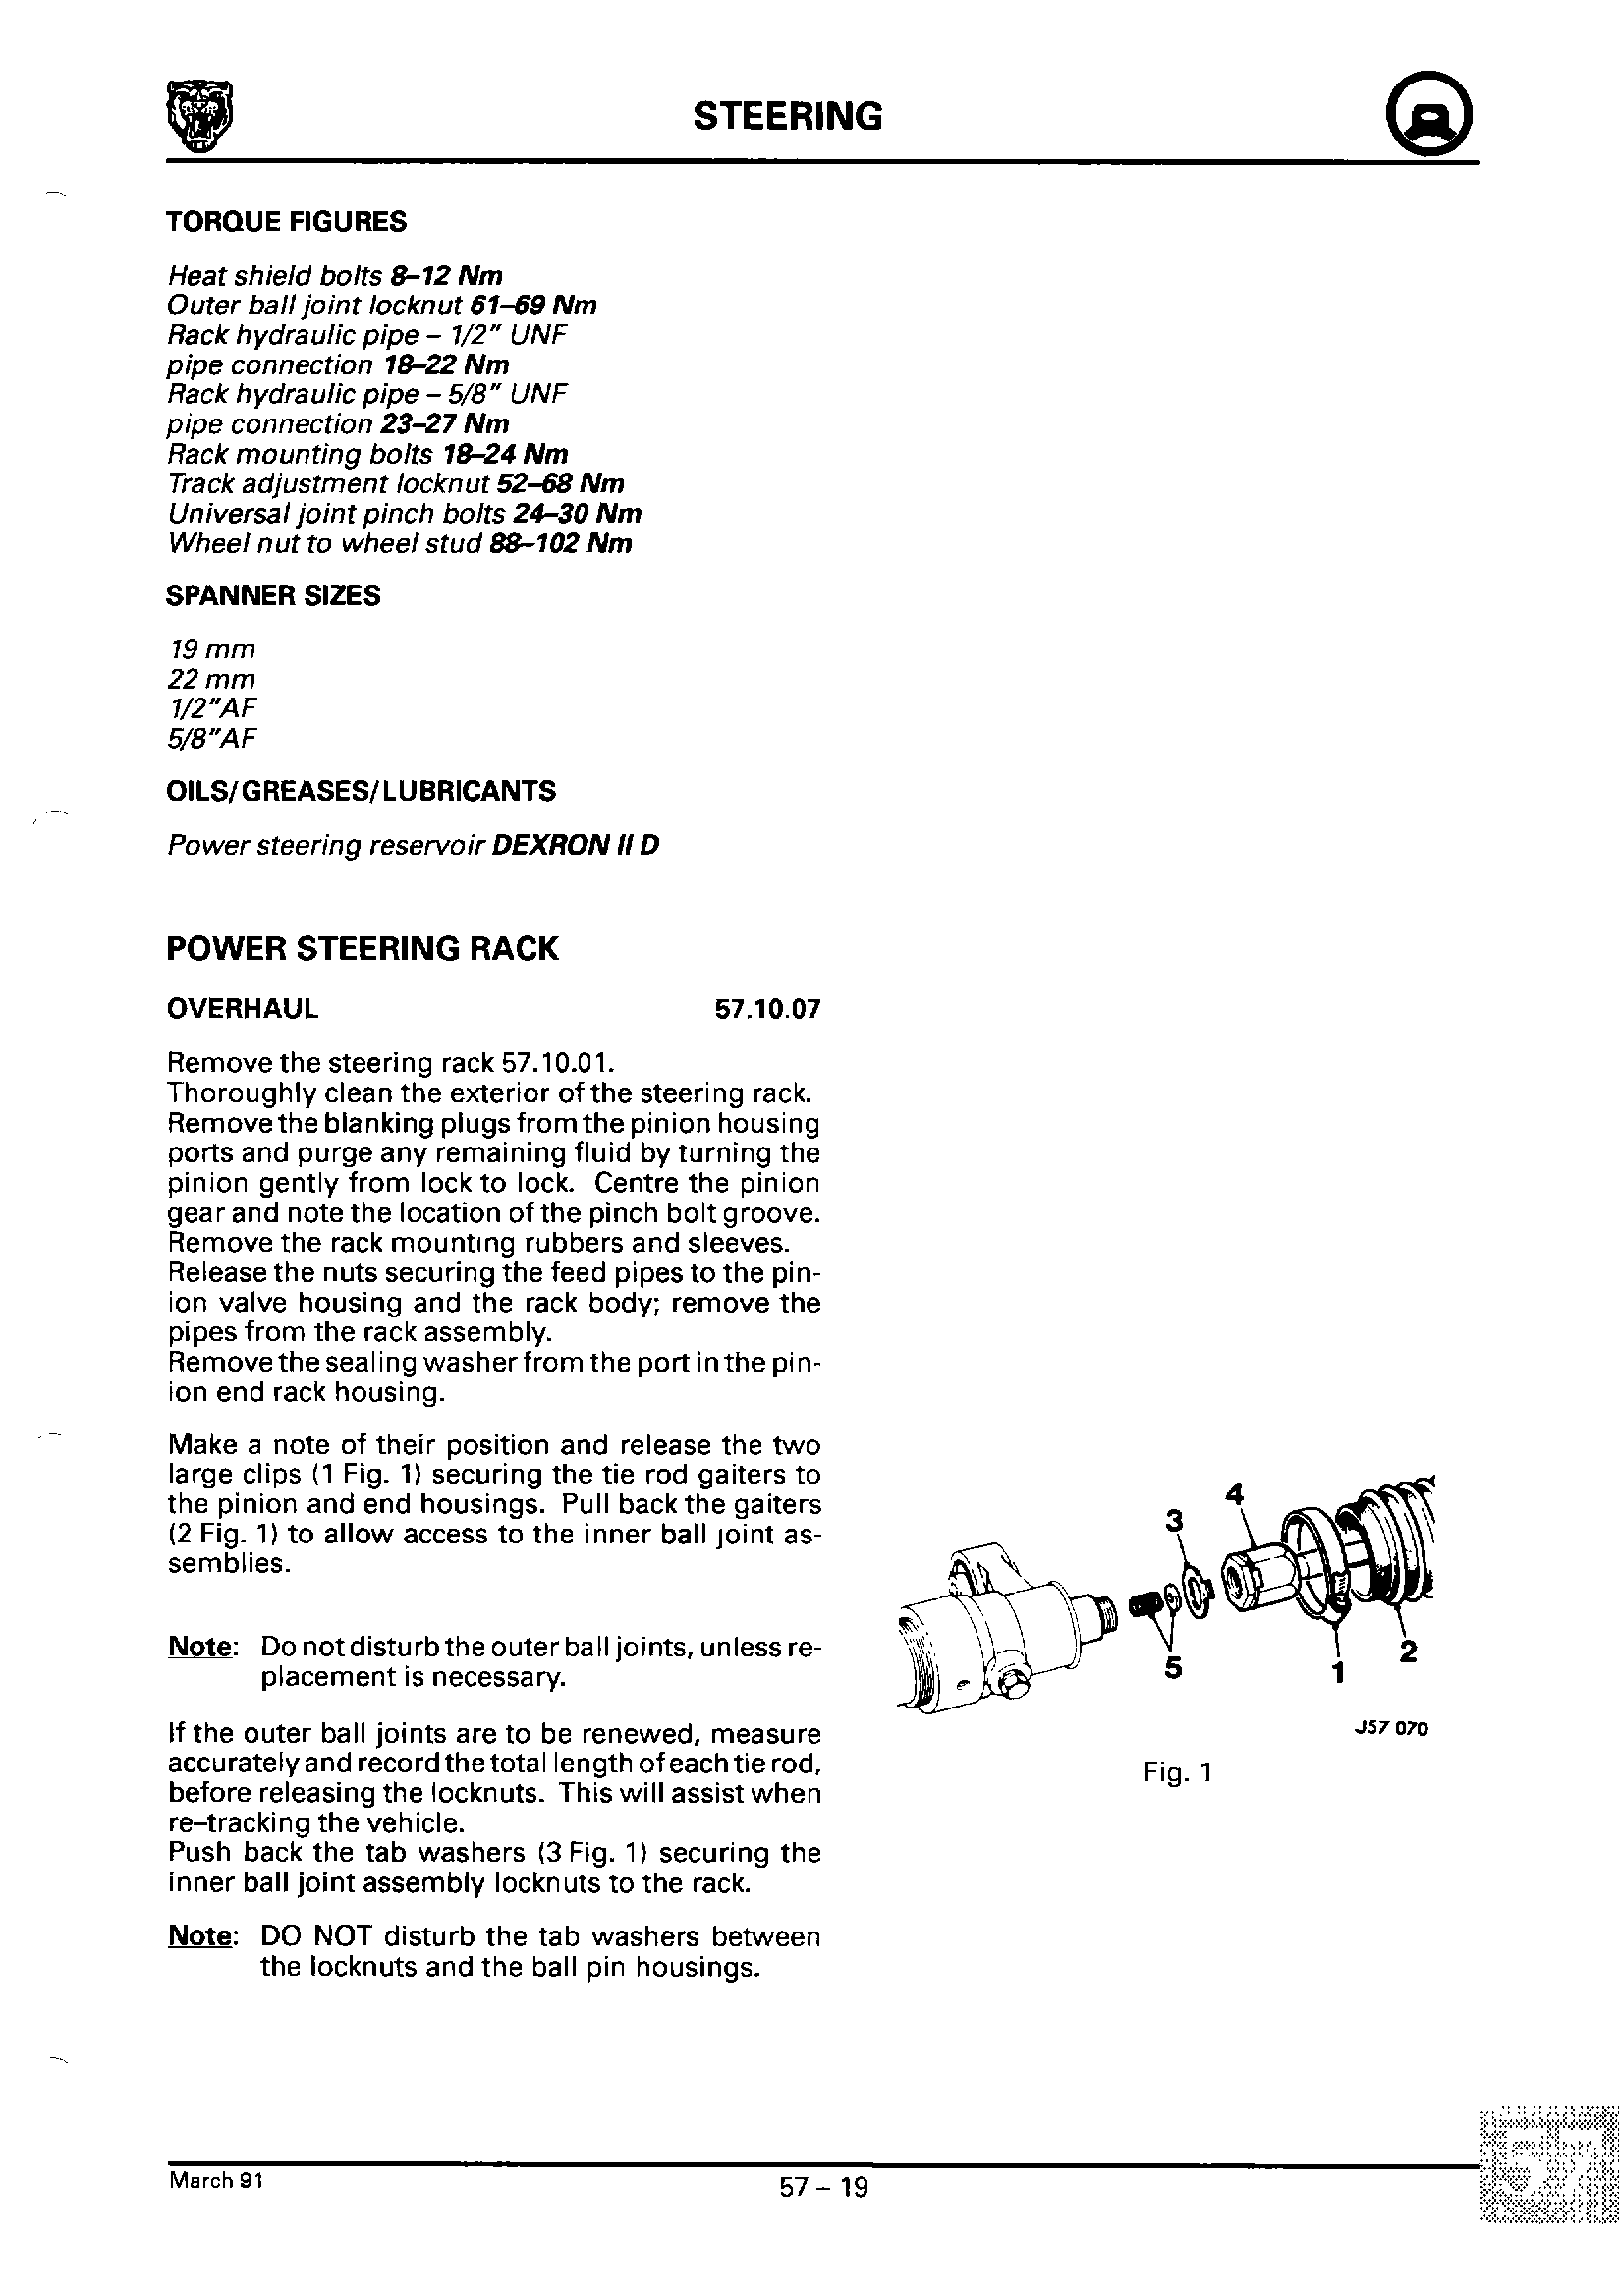 STEERING
TORQUE FIGURES
Heat shield bolts 8–12 Nm
Outer ball joint locknut 61–69 Nm
Rack hydraulic pipe – 1/2" UNF
pipe connection 18–22 Nm
Rack hydraulic pipe – 5/8" UNF
pipe connection 23–27 Nm
Rack mounting bolts 18–24 Nm
Track adjustment locknut 52–68 Nm
Universal joint pinch bolts 24–30 Nm
Wheel nut to wheel stud 88–102 Nm
SPANNER SIZES
19 mm
22 mm
1/2"AF
5/8"AF
OILS/GREASES/LUBRICANTS
Power steering reservoir DEXRON II D
POWER STEERING RACK
OVERHAUL 57.10.07
Remove the steering rack 57.10.01.
Thoroughly clean the exterior of the steering rack.
Remove the blanking plugs from the pinion housing
ports and purge any remaining fluid by turning the
pinion gently from lock to lock. Centre the pinion
gear and note the location of the pinch bolt groove.
Remove the rack mounting rubbers and sleeves.
Release the nuts securing the feed pipes to the pin-
ion valve housing and the rack body; remove the
pipes from the rack assembly.
Remove the sealing washer from the port in the pin-
ion end rack housing.
Make a note of their position and release the two
large clips (1 Fig. 1) securing the tie rod gaiters to
the pinion and end housings. Pull back the gaiters
(2 Fig. 1) to allow access to the inner ball joint as-
semblies.
Note: Do not disturb the outer ball joints, unless re-
placement is necessary.
If the outer ball joints are to be renewed, measure
accurately and record the total length of each tie rod,
before releasing the locknuts. This will assist when
re–tracking the vehicle.
Push back the tab washers (3 Fig. 1) securing the
inner ball joint assembly locknuts to the rack.
Note: DO NOT disturb the tab washers between
the locknuts and the ball pin housings.
4
3
5
1
2
J57 070
Fig. 1
March 91
57 – 19
57